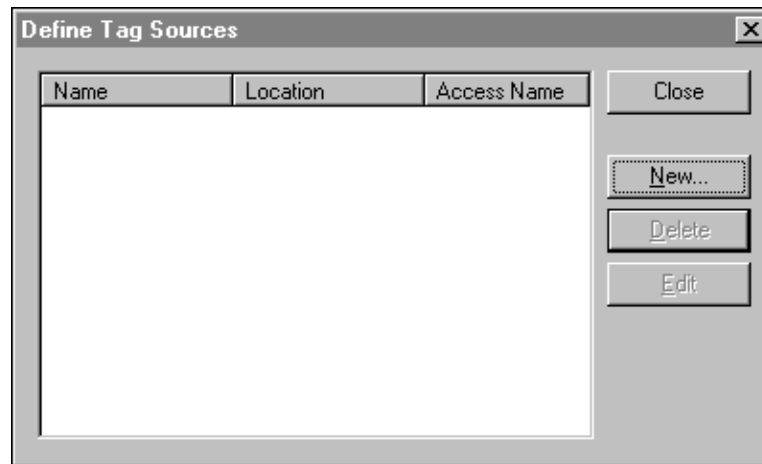 Define Tag Sources
Name Location Access Name
Close
New...
Delete
Edit